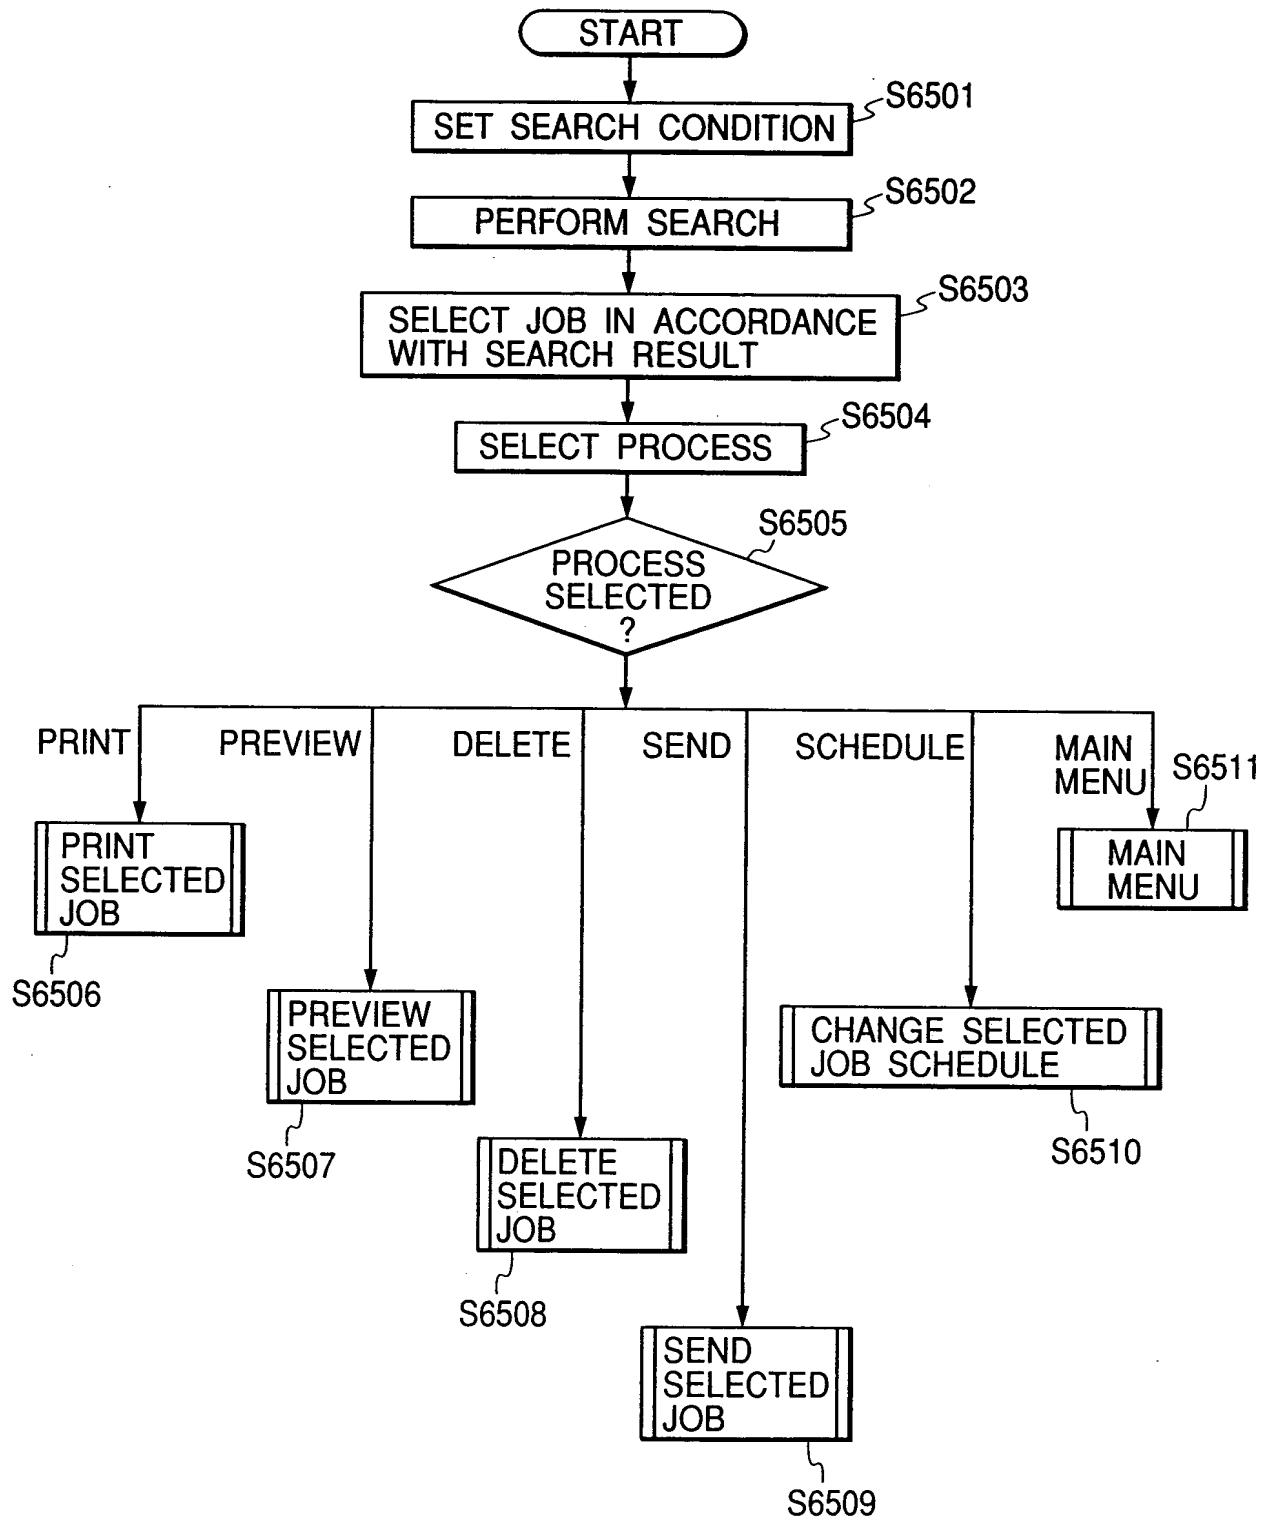 START
S6501
SET SEARCH CONDITION
S6502
PERFORM SEARCH
S6503
SELECT JOB IN ACCORDANCE
WITH SEARCH RESULT
S6504
SELECT PROCESS
S6505
PROCESS
SELECTED
?
PRINT
PREVIEW
DELETE
SEND
SCHEDULE
MAIN
MENU
S6511
PRINT
SELECTED
JOB
S6506
MAIN
MENU
PREVIEW
SELECTED
JOB
S6507
CHANGE SELECTED
JOB SCHEDULE
S6510
DELETE
SELECTED
JOB
S6508
SEND
SELECTED
JOB
S6509